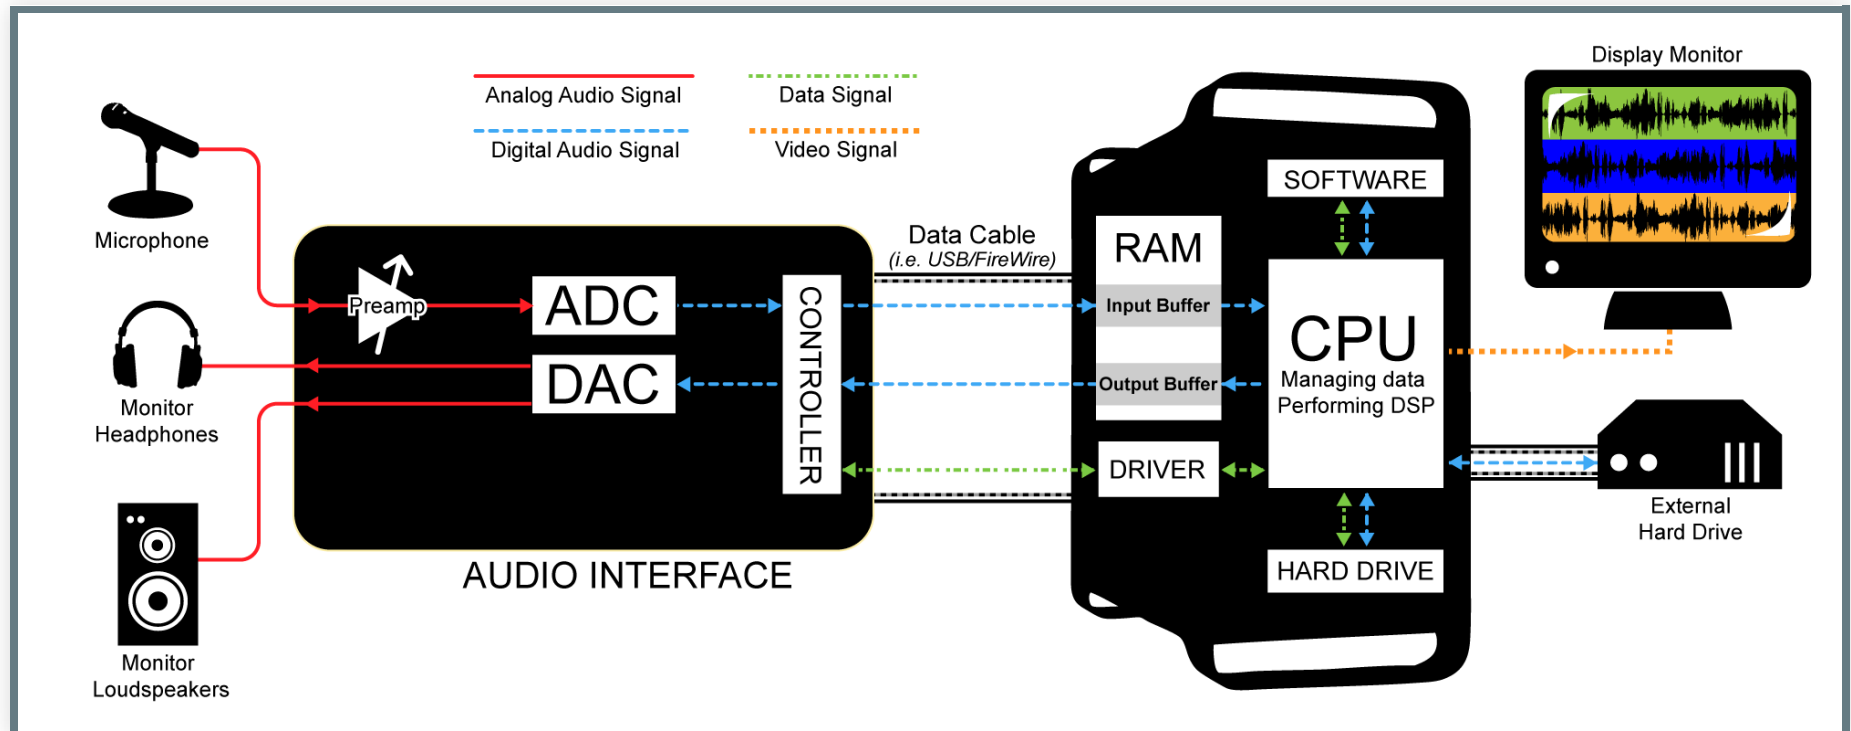 Display Monitor
Analog Audio Signal
Data Signal
Digital Audio Signal
Video Signal
Microphone
Monitor
Headphones
Monitor
Loudspeakers
Preamp
ADC
DAC
CONTROLLER
AUDIO INTERFACE
Data Cable
(i.e. USB/FireWire)
RAM
Input Buffer
Output Buffer
DRIVER
SOFTWARE
CPU
Managing data
Performing DSP
HARD DRIVE
External
Hard Drive